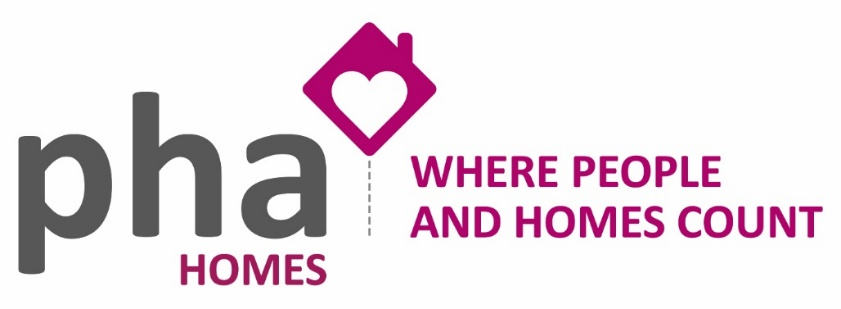 pha
HOMES
WHERE PEOPLE
AND HOMES COUNT